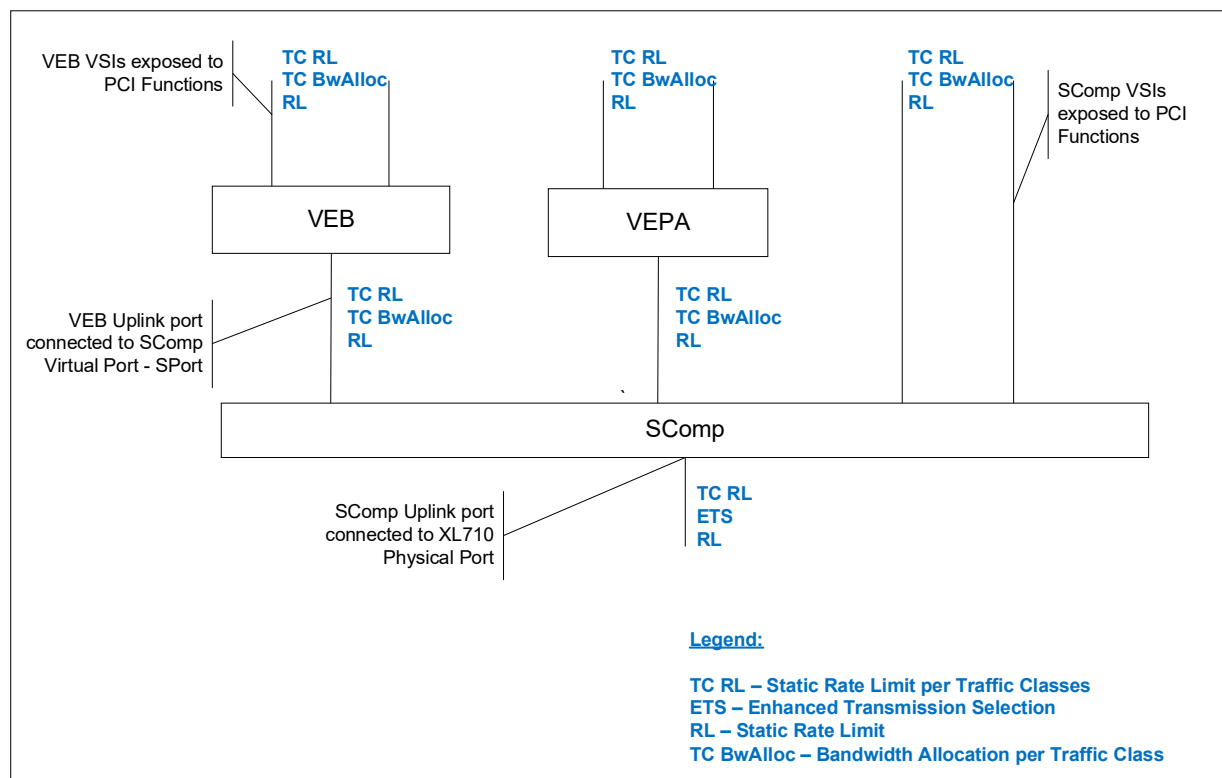 VEB VSIs exposed to
PCI Functions
TC RL
TC BwAlloc
RL
TC RL
TC BwAlloc
RL
TC RL
TC BwAlloc
RL
SComp VSIs
exposed to PCI
Functions
VEB
VEPA
VEB Uplink port
connected to SComp
Virtual Port - SPort
TC RL
TC BwAlloc
RL
TC RL
TC BwAlloc
RL
`
SComp
SComp Uplink port
connected to XL710
Physical Port
TC RL
ETS
RL
Legend:
TC RL – Static Rate Limit per Traffic Classes
ETS – Enhanced Transmission Selection
RL – Static Rate Limit
TC BwAlloc – Bandwidth Allocation per Traffic Class